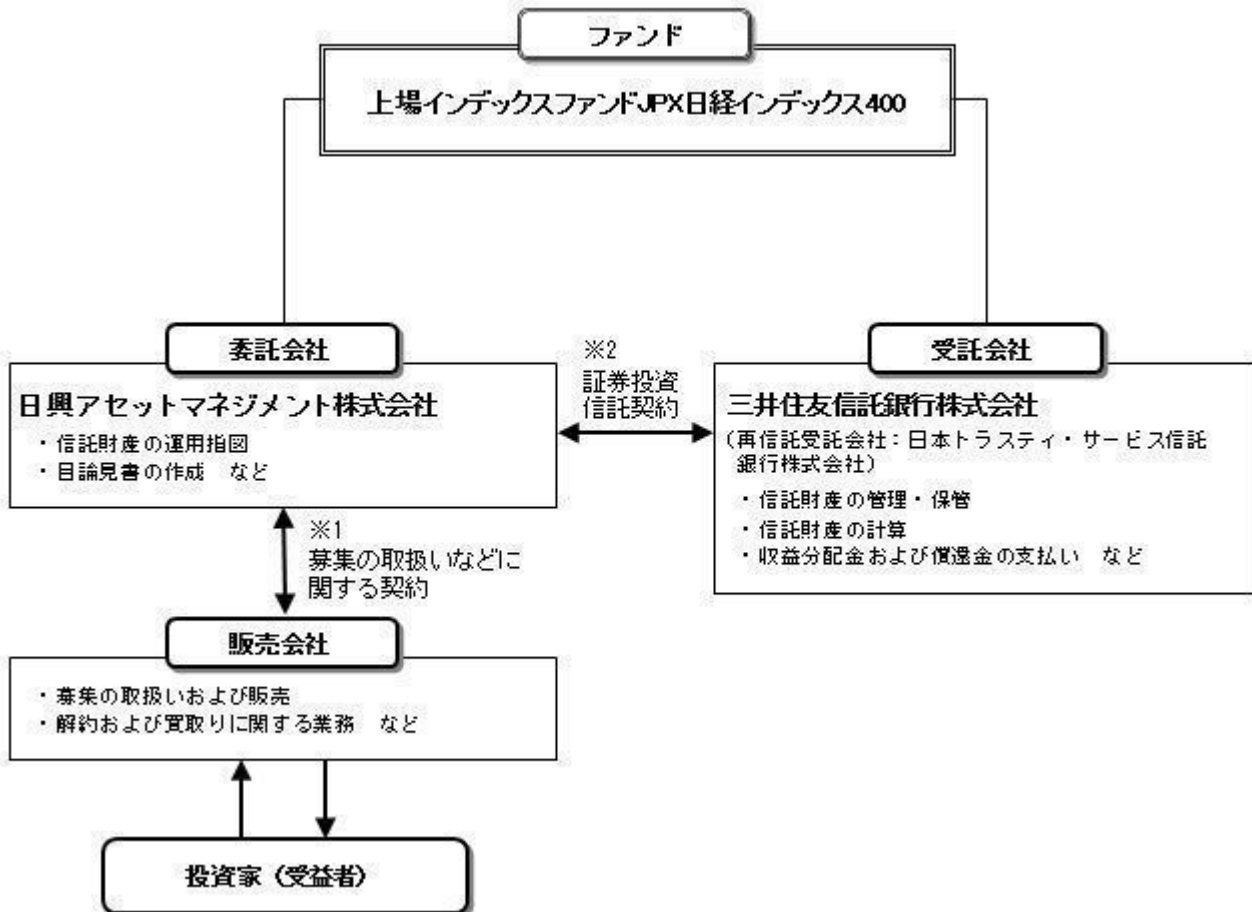 ファンド
上場インデックスファンドJPX日経インデックス400
委託会社
日興アセットマネジメント株式会社
・信託財産の運用指図
・目論見書の作成　など
※2
証券投資
信託契約
受託会社
三井住友信託銀行株式会社
（再信託受託会社：日本トラスティ・サービス信託
銀行株式会社）
・信託財産の管理・保管
・信託財産の計算
・収益分配金および償還金の支払い　など
※1
募集の取扱いなどに
関する契約
販売会社
・募集の取扱いおよび販売
・解約および買取りに関する業務　など
投資家（受益者）